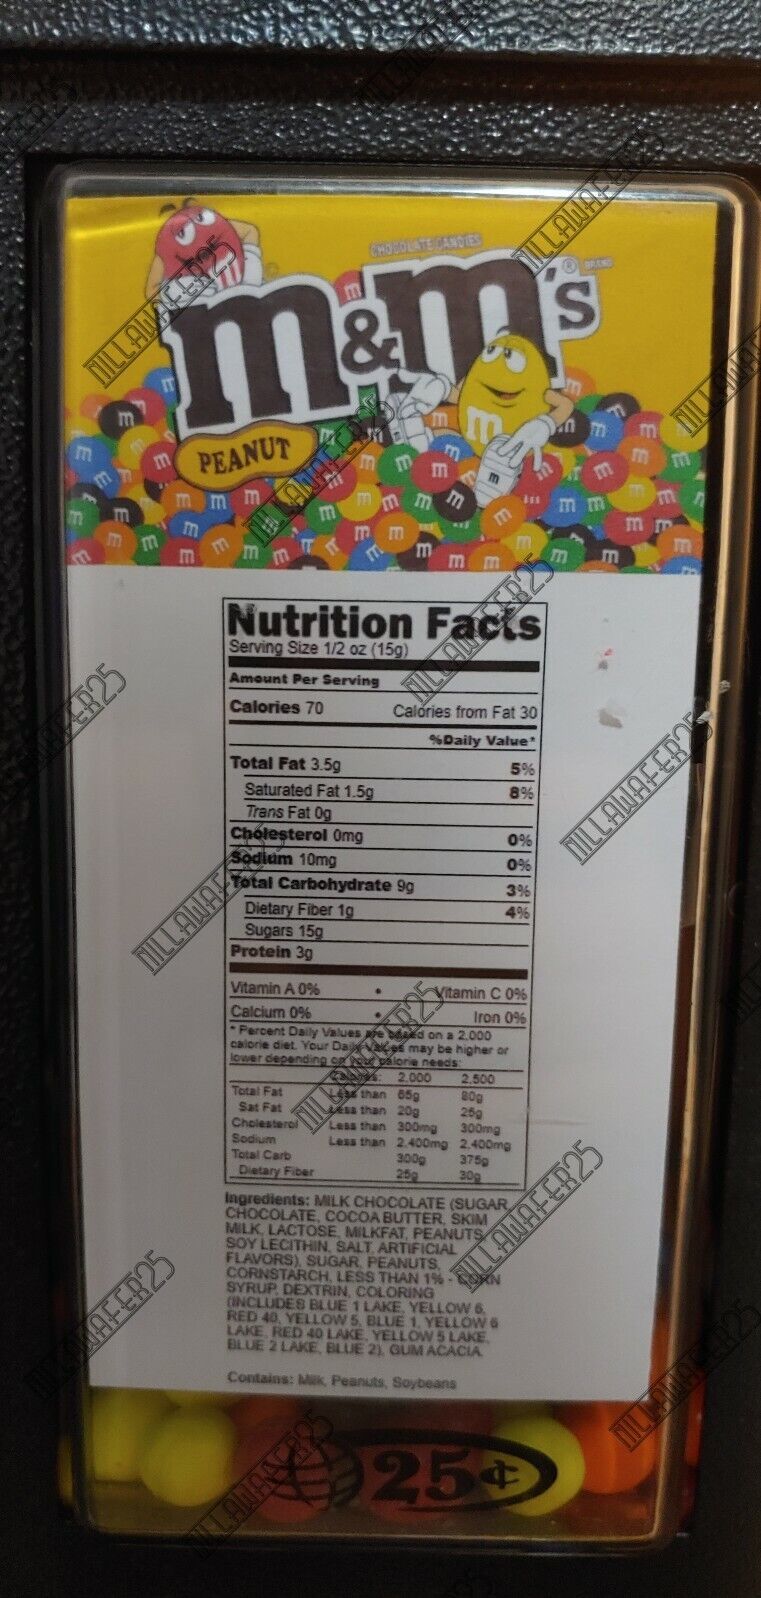 CHOCOLATE CANDIES
m&m's
® BRAND
PEANUT
Nutrition Facts
Serving Size 1/2 oz (15g)
Amount Per Serving
Calories 70 Calories from Fat 30
%Daily Value*
Total Fat 3.5g 5%
Saturated Fat 1.5g 8%
Trans Fat 0g
Cholesterol 0mg 0%
Sodium 10mg 0%
Total Carbohydrate 9g 3%
Dietary Fiber 1g 4%
Sugars 15g
Protein 3g
Vitamin A 0% • Vitamin C 0%
Calcium 0% • Iron 0%
* Percent Daily Values are based on a 2,000
calorie diet. Your Daily Values may be higher or
lower depending on your calorie needs:
Calories: 2,000 2,500
Total Fat Less than 65g 80g
Sat Fat Less than 20g 25g
Cholesterol Less than 300mg 300mg
Sodium Less than 2,400mg 2,400mg
Total Carb 300g 375g
Dietary Fiber 25g 30g
Ingredients: MILK CHOCOLATE (SUGAR,
CHOCOLATE, COCOA BUTTER, SKIM
MILK, LACTOSE, MILKFAT, PEANUTS,
SOY LECITHIN, SALT, ARTIFICIAL
FLAVORS), SUGAR, PEANUTS,
CORNSTARCH, LESS THAN 1% - CORN
SYRUP, DEXTRIN, COLORING
(INCLUDES BLUE 1 LAKE, YELLOW 6,
RED 40, YELLOW 5, BLUE 1, YELLOW 6
LAKE, RED 40 LAKE, YELLOW 5 LAKE,
BLUE 2 LAKE, BLUE 2), GUM ACACIA.
Contains: Milk, Peanuts, Soybeans
25¢
NILLAWAFER25